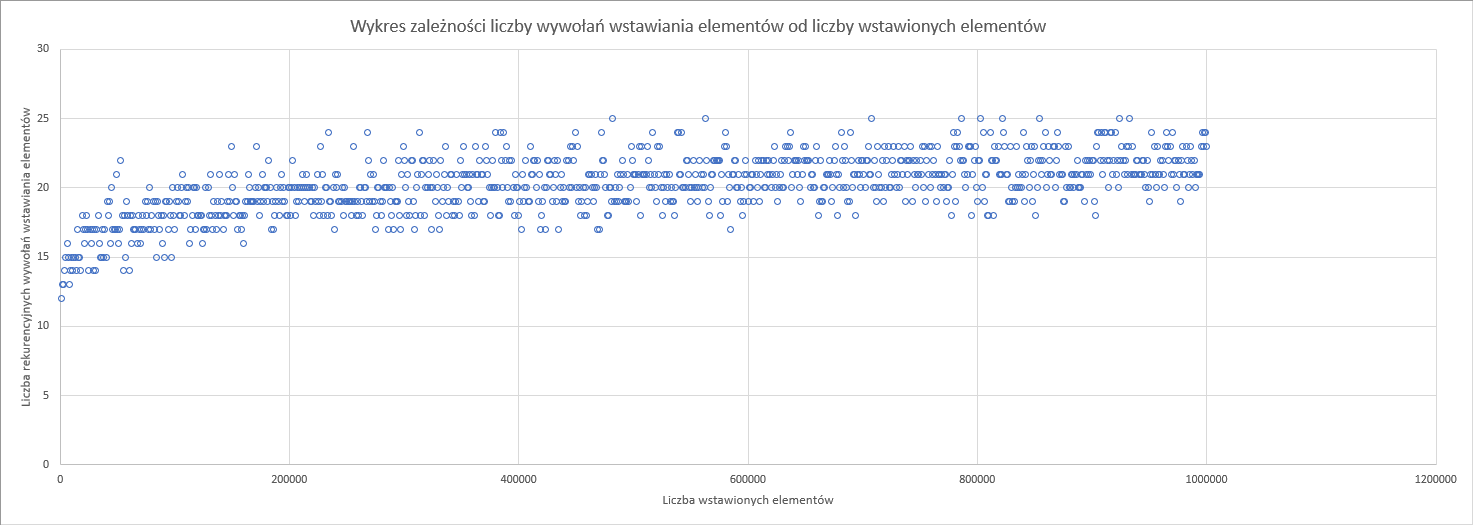 Wykres zależności liczby wywołań wstawiania elementów od liczby wstawionych elementów
30
25
20
15
10
5
0
Liczba rekurencyjnych wywołań wstawiania elementów
0 200000 400000 600000 800000 1000000 1200000
Liczba wstawionych elementów